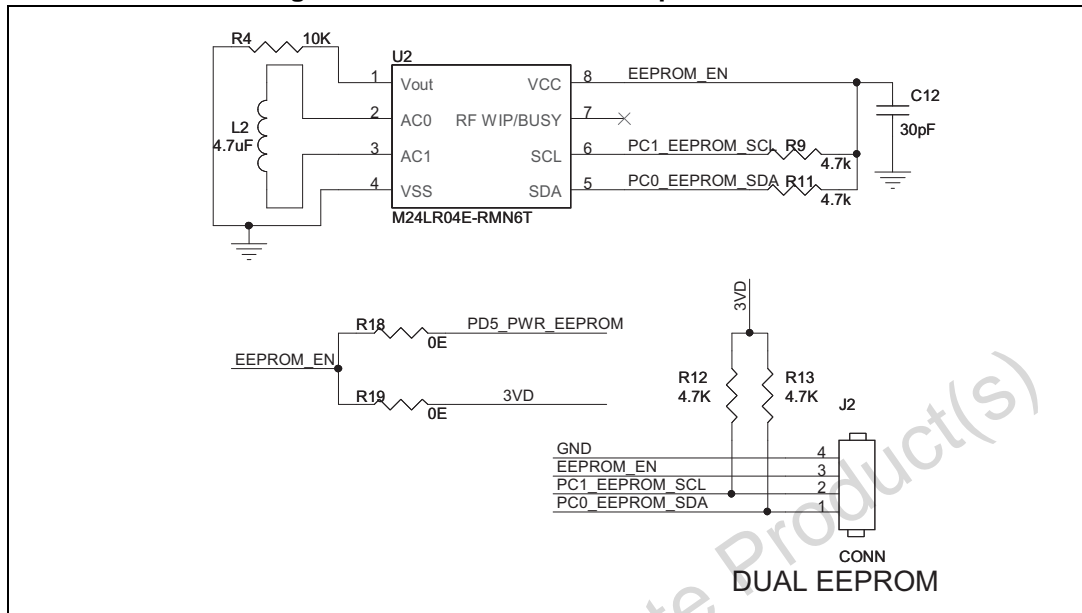 R4 10K
U2
1 Vout
2 AC0
3 AC1
4 VSS
VCC 8 EEPROM_EN
RF WIP/BUSY 7
SCL 6 PC1_EEPROM_SCL R9
4.7k
SDA 5 PC0_EEPROM_SDA R11
4.7k
L2
4.7uF
M24LR04E-RMN6T
C12
30pF
R18 PD5_PWR_EEPROM
0E
EEPROM_EN
R19 3VD
0E
3VD
R12
4.7K
R13
4.7K
J2
GND 4
EEPROM_EN 3
PC1_EEPROM_SCL 2
PC0_EEPROM_SDA 1
CONN
DUAL EEPROM
Product(s)